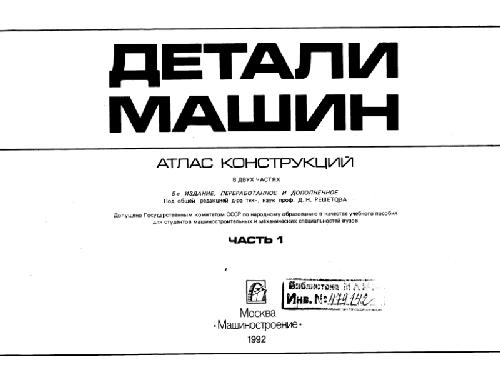 ДЕТАЛИ
МАШИН
АТЛАС КОНСТРУКЦИЙ
В ДВУХ ЧАСТЯХ
5-е ИЗДАНИЕ, ПЕРЕРАБОТАННОЕ И ДОПОЛНЕННОЕ
Под общей редакцией д-ра техн. наук проф. Д. Н. РЕШЕТОВА
Допущено Государственным комитетом СССР по народному образованию в качестве учебного пособия
для студентов машиностроительных и механических специальностей вузов
ЧАСТЬ 1
Библиотека
Инв. №
Москва
«Машиностроение»
1992